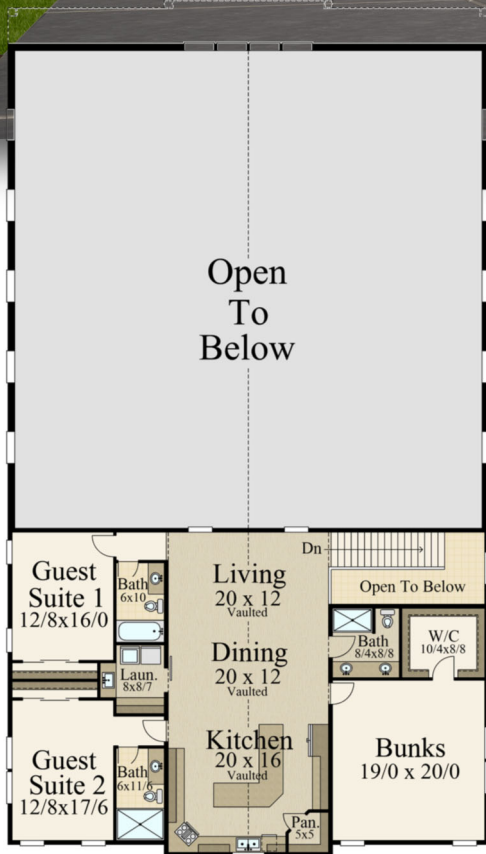 Open
To
Below
Guest
Suite 1
12/8x16/0
Bath
6x10
Living
20 x 12
Vaulted
Dn
Open To Below
Dining
20 x 12
Vaulted
Bath
8/4x8/8
W/C
10/4x8/8
Laun.
8x8/7
Kitchen
20 x 16
Vaulted
Guest
Suite 2
12/8x17/6
Bath
6x11/6
Bunks
19/0 x 20/0
Pan.
5x5